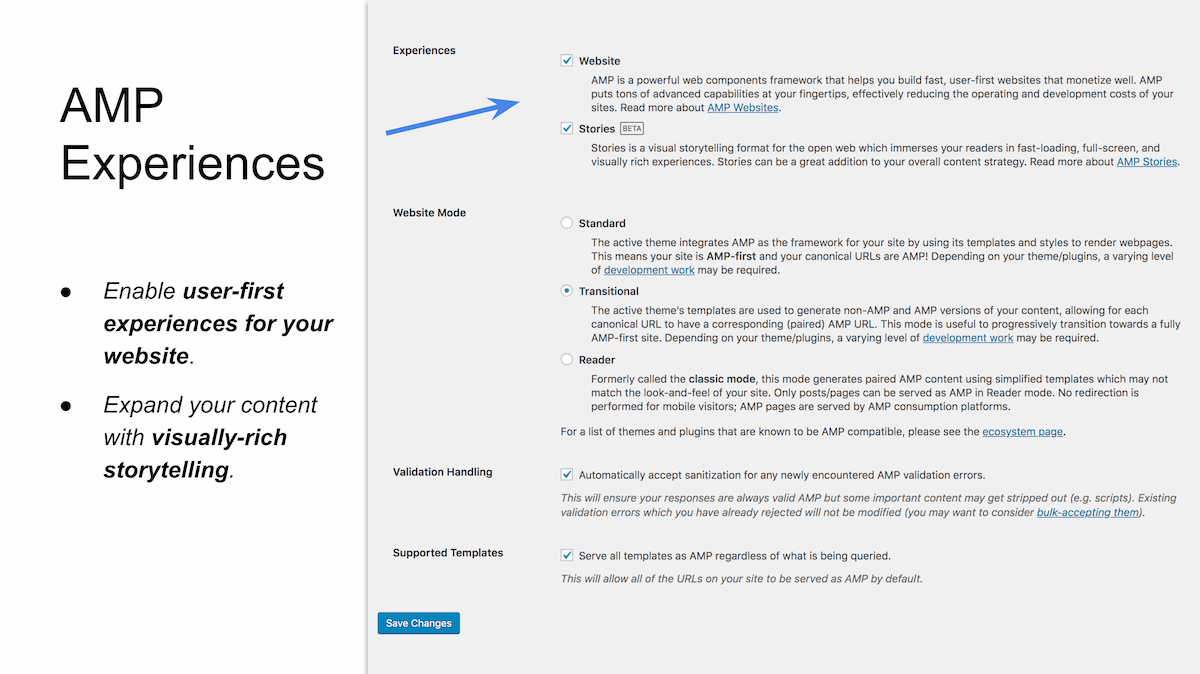 AMP
Experiences
● Enable user-first
experiences for your
website.
● Expand your content
with visually-rich
storytelling.
Experiences
Website
AMP is a powerful web components framework that helps you build fast, user-first websites that monetize well. AMP
puts tons of advanced capabilities at your fingertips, effectively reducing the operating and development costs of your
sites. Read more about AMP Websites.
Stories BETA
Stories is a visual storytelling format for the open web which immerses your readers in fast-loading, full-screen, and
visually rich experiences. Stories can be a great addition to your overall content strategy. Read more about AMP Stories.
Website Mode
Standard
The active theme integrates AMP as the framework for your site by using its templates and styles to render webpages.
This means your site is AMP-first and your canonical URLs are AMP! Depending on your theme/plugins, a varying level
of development work may be required.
Transitional
The active theme’s templates are used to generate non-AMP and AMP versions of your content, allowing for each
canonical URL to have a corresponding (paired) AMP URL. This mode is useful to progressively transition towards a fully
AMP-first site. Depending on your theme/plugins, a varying level of development work may be required.
Reader
Formerly called the classic mode, this mode generates paired AMP content using simplified templates which may not
match the look-and-feel of your site. Only posts/pages can be served as AMP in Reader mode. No redirection is
performed for mobile visitors; AMP pages are served by AMP consumption platforms.
For a list of themes and plugins that are known to be AMP compatible, please see the ecosystem page.
Validation Handling
Automatically accept sanitization for any newly encountered AMP validation errors.
This will ensure your responses are always valid AMP but some important content may get stripped out (e.g. scripts). Existing
validation errors which you have already rejected will not be modified (you may want to consider bulk-accepting them).
Supported Templates
Serve all templates as AMP regardless of what is being queried.
This will allow all of the URLs on your site to be served as AMP by default.
Save Changes